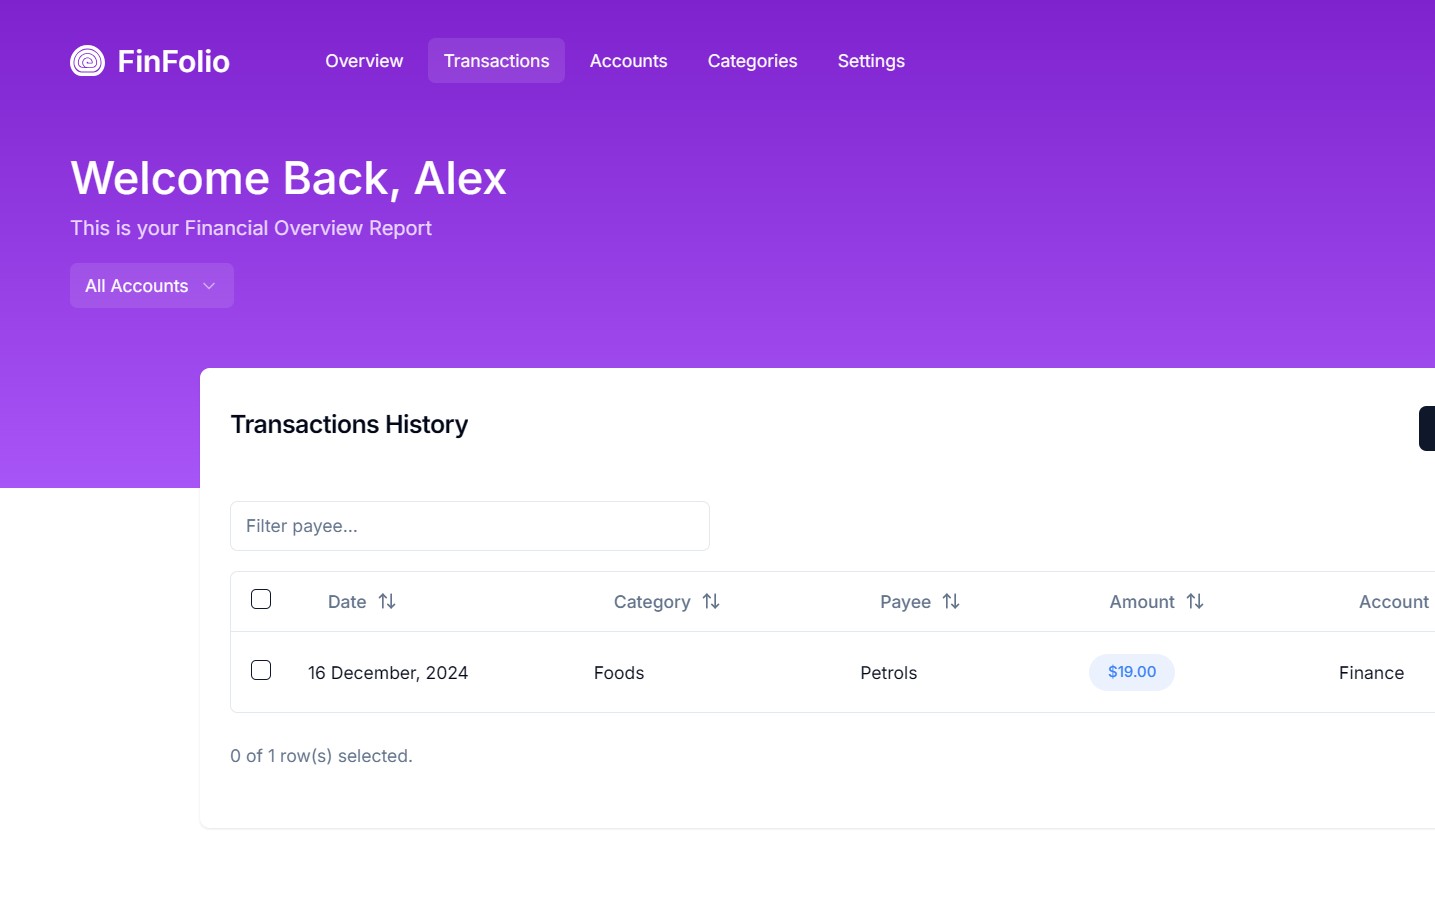 FinFolio
Overview Transactions Accounts Categories Settings
Welcome Back, Alex
This is your Financial Overview Report
All Accounts
Transactions History
Filter payee...
Date Category Payee Amount Account
16 December, 2024 Foods Petrols $19.00 Finance
0 of 1 row(s) selected.